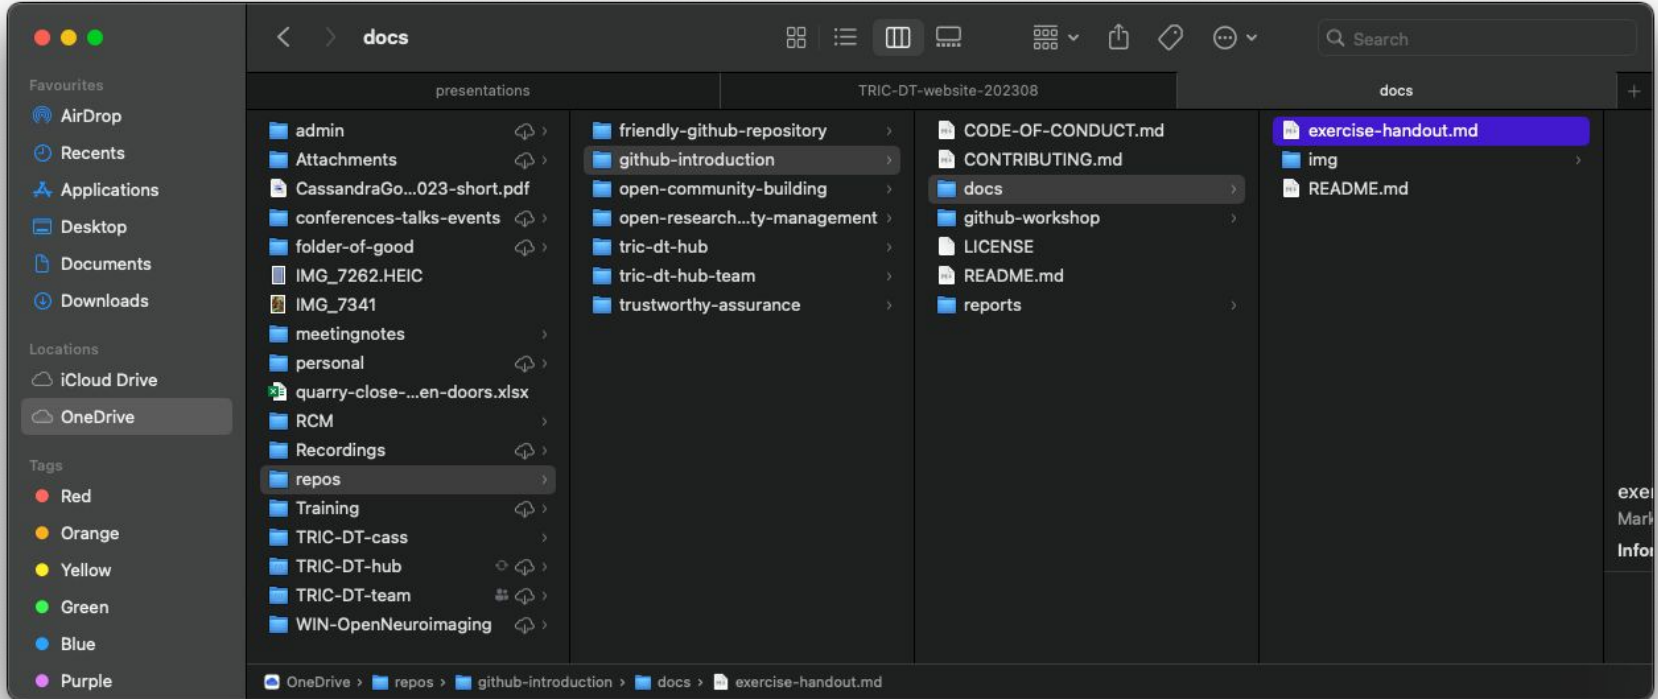 docs
Search
presentations
TRIC-DT-website-202308
docs
Favourites
AirDrop
Recents
Applications
Desktop
Documents
Downloads
Locations
iCloud Drive
OneDrive
Tags
Red
Orange
Yellow
Green
Blue
Purple
admin
Attachments
CassandraGo...023-short.pdf
conferences-talks-events
folder-of-good
IMG_7262.HEIC
IMG_7341
meetingnotes
personal
quarry-close-...en-doors.xlsx
RCM
Recordings
repos
Training
TRIC-DT-cass
TRIC-DT-hub
TRIC-DT-team
WIN-OpenNeuroimaging
friendly-github-repository
github-introduction
open-community-building
open-research...ty-management
tric-dt-hub
tric-dt-hub-team
trustworthy-assurance
CODE-OF-CONDUCT.md
CONTRIBUTING.md
docs
github-workshop
LICENSE
README.md
reports
exercise-handout.md
img
README.md
exer
Mark
Infor
OneDrive › repos › github-introduction › docs › exercise-handout.md